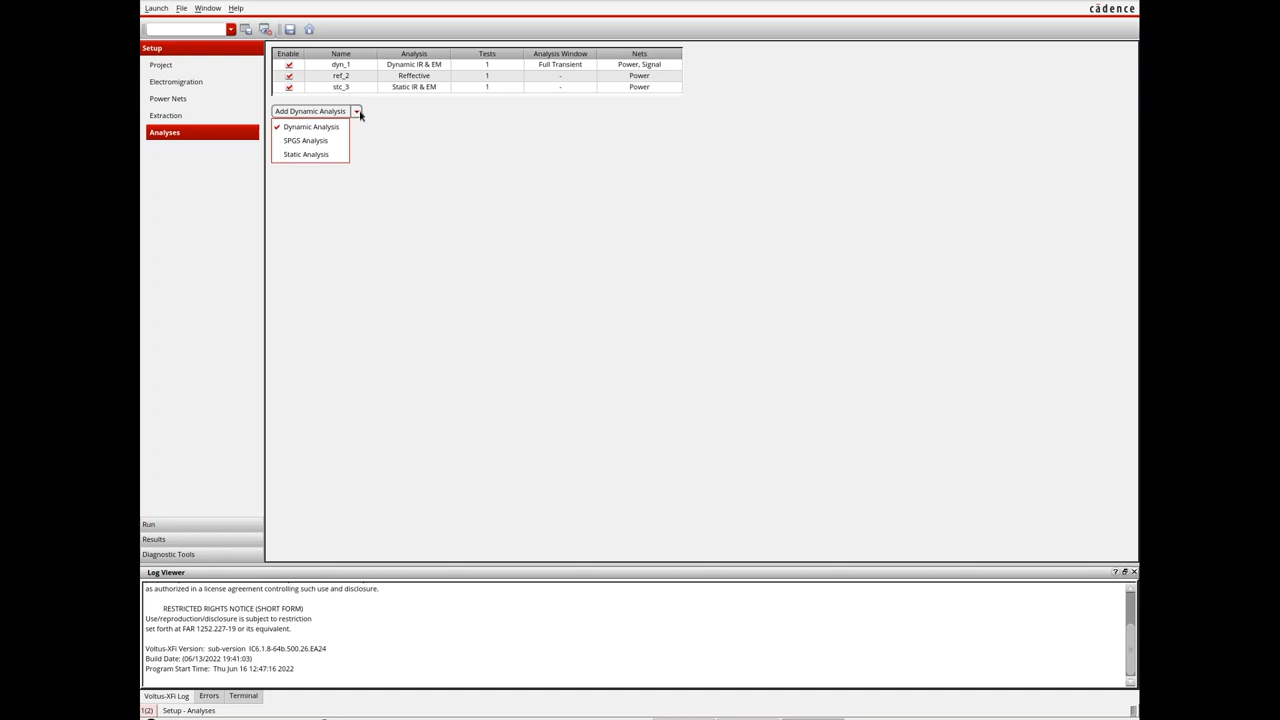 Launch File Window Help
cādence
Setup
Project
Electromigration
Power Nets
Extraction
Analyses
Enable Name Analysis Tests Analysis Window Nets
dyn_1 Dynamic IR & EM 1 Full Transient Power, Signal
ref_2 Reffective 1 - Power
stc_3 Static IR & EM 1 - Power
Add Dynamic Analysis
Dynamic Analysis
SPGS Analysis
Static Analysis
Run
Results
Diagnostic Tools
Log Viewer
as authorized in a license agreement controlling such use and disclosure.
RESTRICTED RIGHTS NOTICE (SHORT FORM)
Use/reproduction/disclosure is subject to restriction
set forth at FAR 1252.227-19 or its equivalent.
Voltus-XFi Version: sub-version IC6.1.8-64b.500.26.EA24
Build Date: (06/13/2022 19:41:03)
Program Start Time: Thu Jun 16 12:47:16 2022
Voltus-XFi Log Errors Terminal
1(2) Setup - Analyses